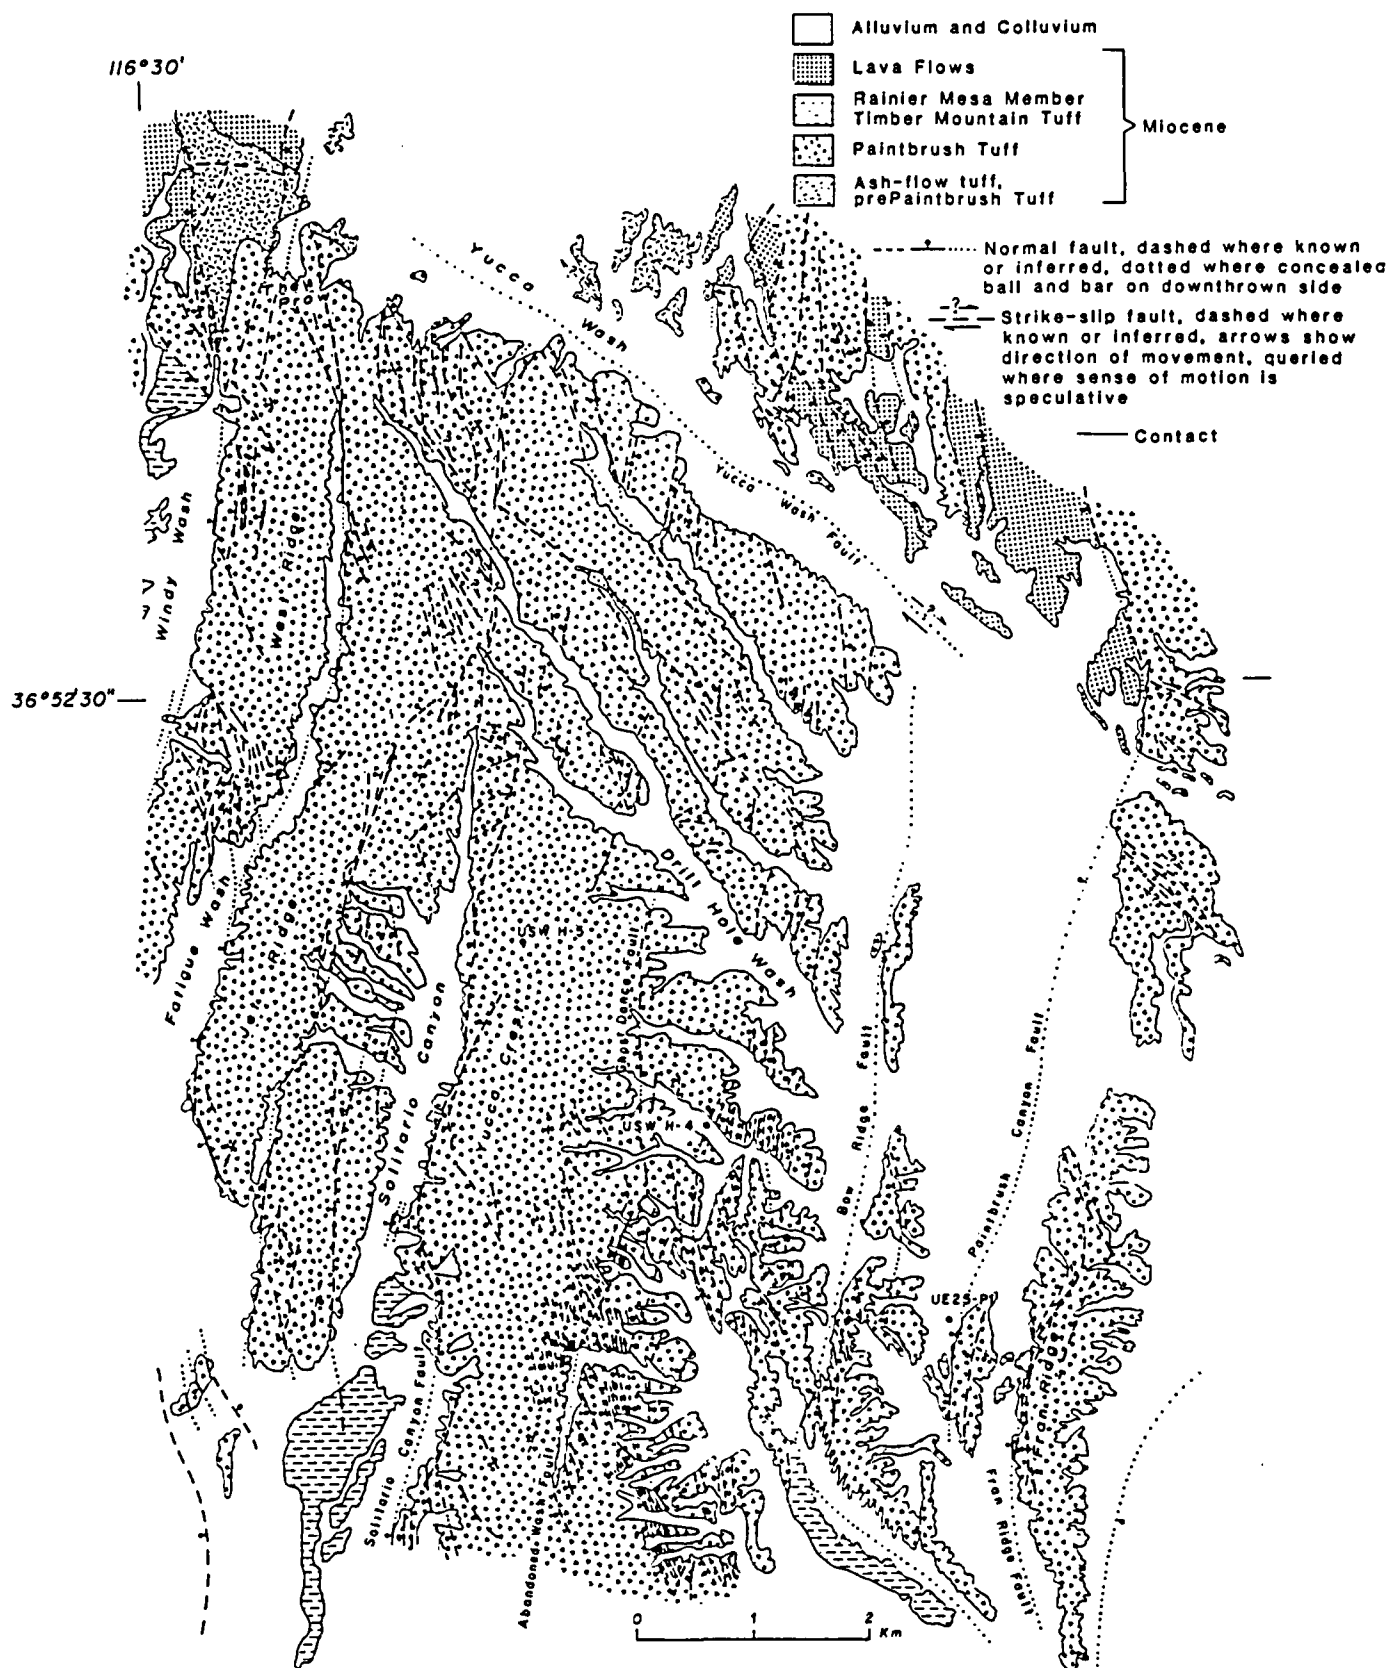 Alluvium and Colluvium
Lava Flows
Rainier Mesa Member
Timber Mountain Tuff
Paintbrush Tuff
Ash-flow tuff,
prePaintbrush Tuff
Miocene
Normal fault, dashed where known
or inferred, dotted where concealed
ball and bar on downthrown side
-?-
Strike-slip fault, dashed where
known or inferred, arrows show
direction of movement, queried
where sense of motion is
speculative
Contact
116°30'
36°52'30"
Yucca
Wash
Yucca Wash Fault
?
Windy Wash
West Ridge
Fatigue Wash
Jet Ridge
Solitario Canyon
Yucca Crest
USW H-5
Ghost Dance Fault
Drill Hole Wash
USW H-4
Bow Ridge Fault
Paintbrush Canyon Fault
UE25-P1
Fran Ridge
Fran Ridge Fault
Solitario Canyon Fault
Abandoned Wash Fault
0 1 2
Km